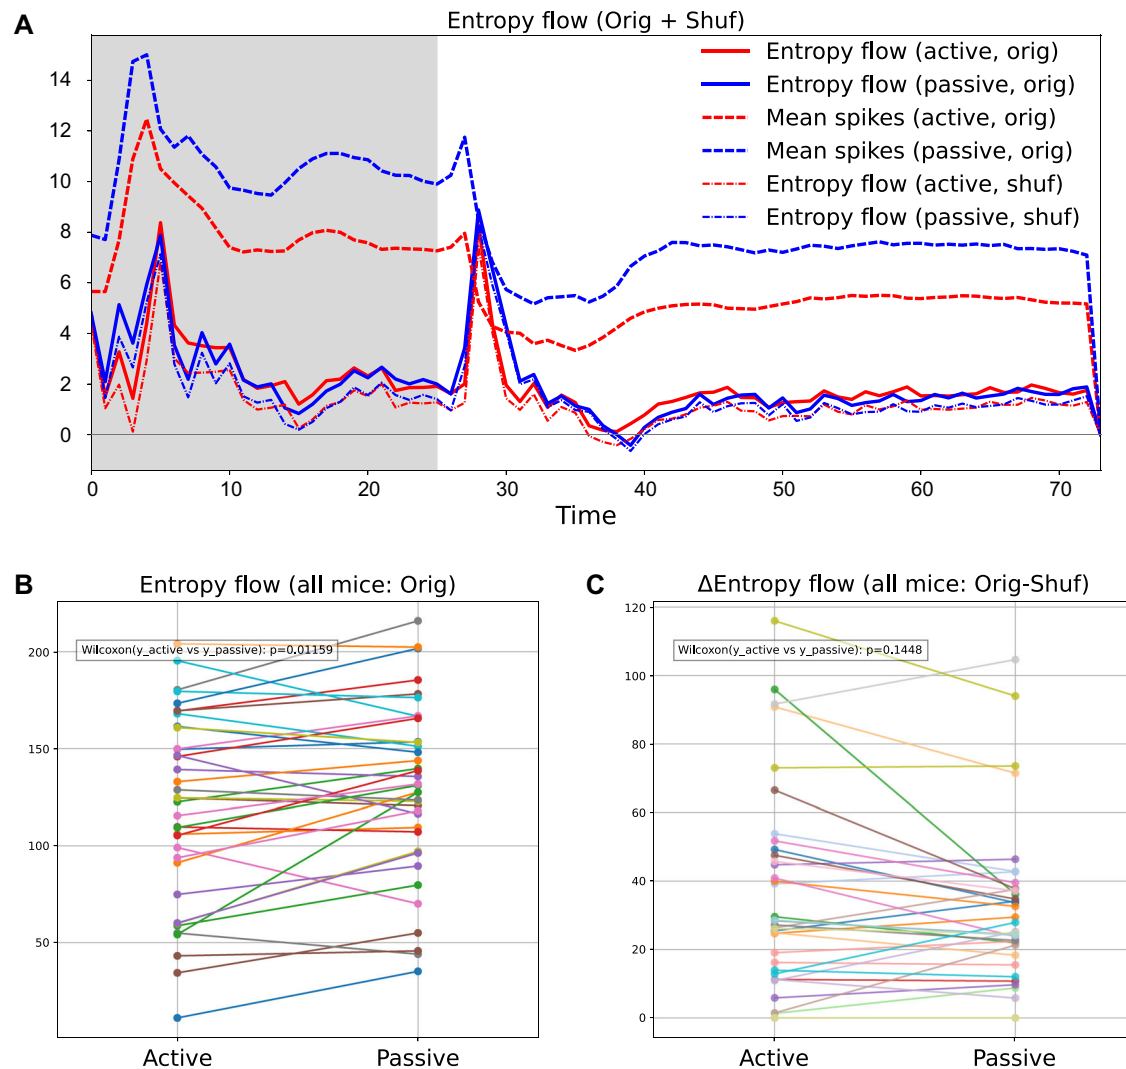 A
Entropy flow (Orig + Shuf)
14
12
10
8
6
4
2
0
Entropy flow (active, orig)
Entropy flow (passive, orig)
Mean spikes (active, orig)
Mean spikes (passive, orig)
Entropy flow (active, shuf)
Entropy flow (passive, shuf)
0 10 20 30 40 50 60 70
Time
B
Entropy flow (all mice: Orig)
Wilcoxon(y_active vs y_passive): p=0.01159
200
150
100
50
Active Passive
C
ΔEntropy flow (all mice: Orig-Shuf)
Wilcoxon(y_active vs y_passive): p=0.1448
120
100
80
60
40
20
0
Active Passive